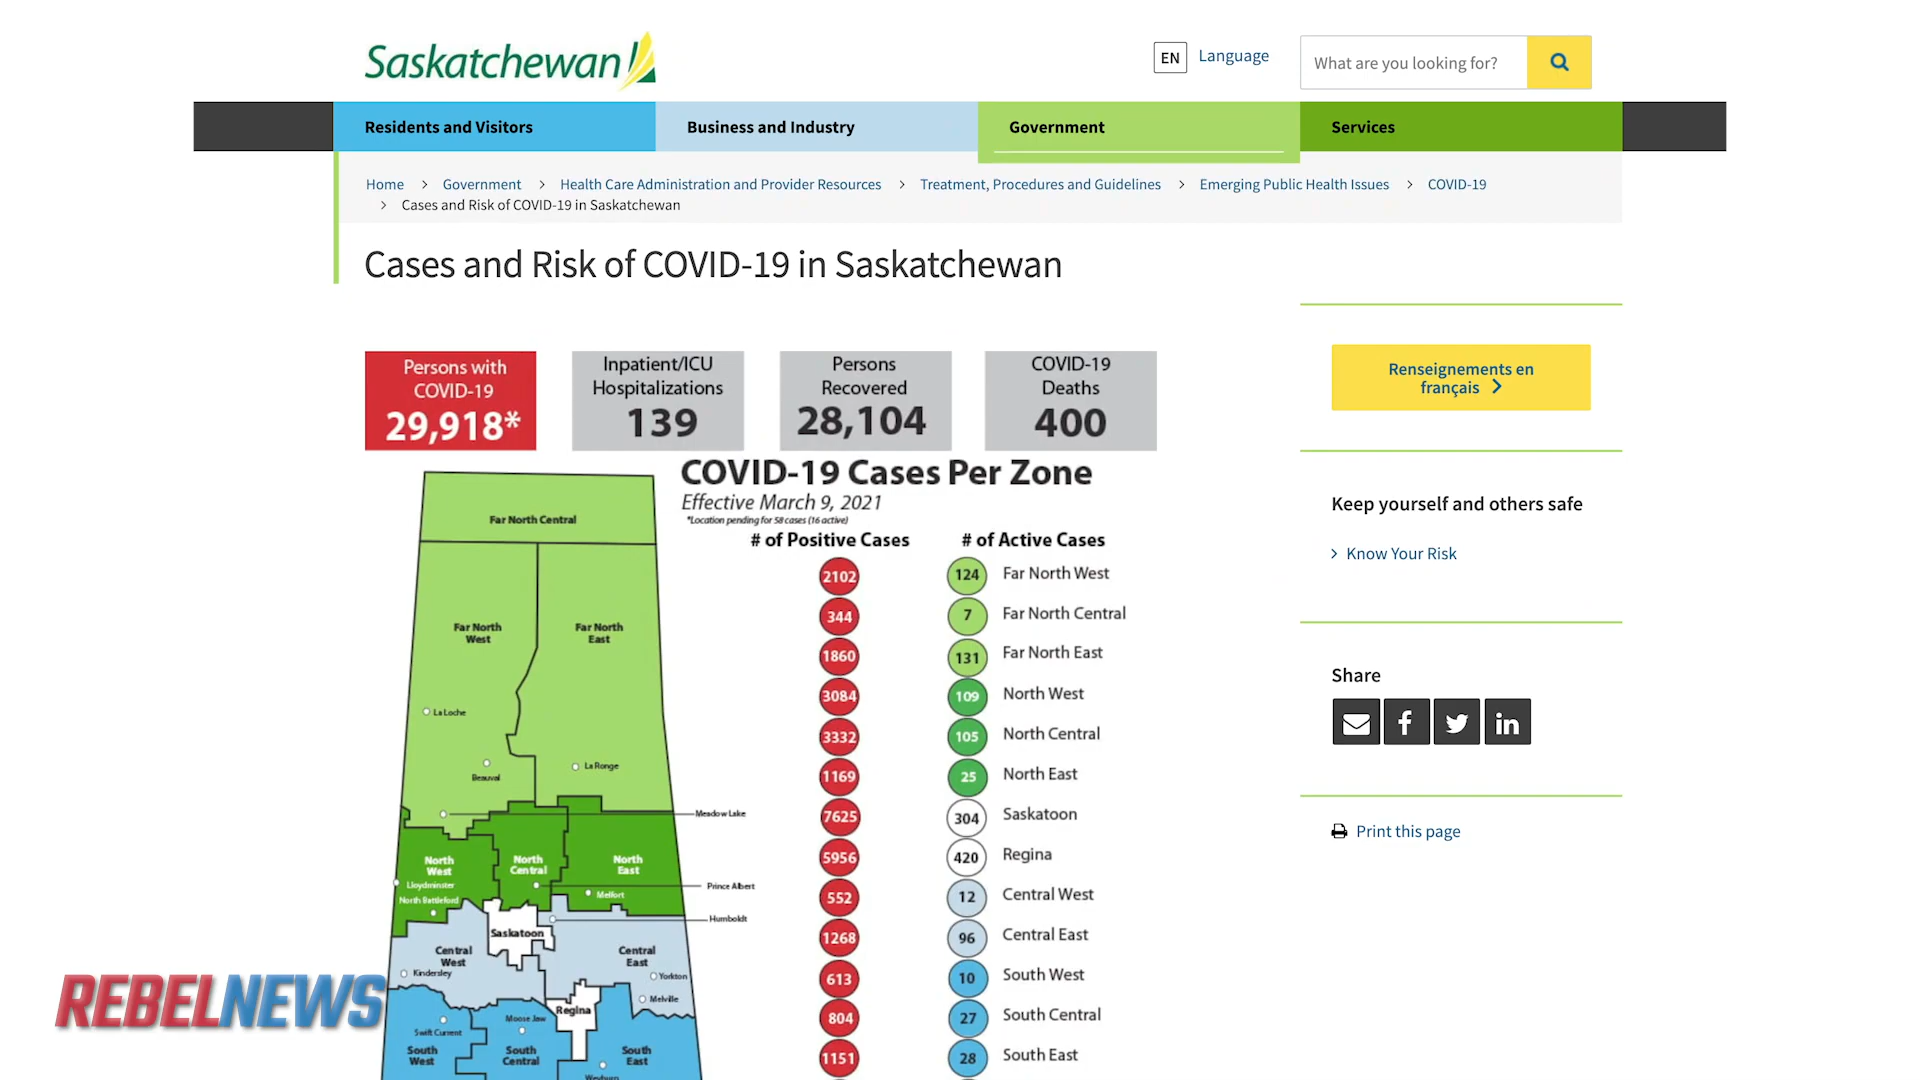 Saskatchewan
EN Language
What are you looking for?
Residents and Visitors
Business and Industry
Government
Services
Home > Government > Health Care Administration and Provider Resources > Treatment, Procedures and Guidelines > Emerging Public Health Issues > COVID-19
> Cases and Risk of COVID-19 in Saskatchewan
Cases and Risk of COVID-19 in Saskatchewan
Persons with
COVID-19
29,918*
Inpatient/ICU
Hospitalizations
139
Persons
Recovered
28,104
COVID-19
Deaths
400
COVID-19 Cases Per Zone
Effective March 9, 2021
*Location pending for 58 cases (16 active)
# of Positive Cases # of Active Cases
2102 124 Far North West
344 7 Far North Central
1860 131 Far North East
3084 109 North West
3332 105 North Central
1169 25 North East
7625 304 Saskatoon
5956 420 Regina
552 12 Central West
1268 96 Central East
613 10 South West
804 27 South Central
1151 28 South East
Far North Central
Far North
West
Far North
East
La Loche
Beauval
La Ronge
Meadow Lake
North
West
North
Central
North
East
Lloydminster
Prince Albert
North Battleford
Melfort
Humboldt
Saskatoon
Central
West
Central
East
Kindersley
Yorkton
Melville
Regina
Swift Current
Moose Jaw
South
West
South
Central
South
East
Weyburn
Renseignements en
français >
Keep yourself and others safe
> Know Your Risk
Share
Print this page
REBELNEWS